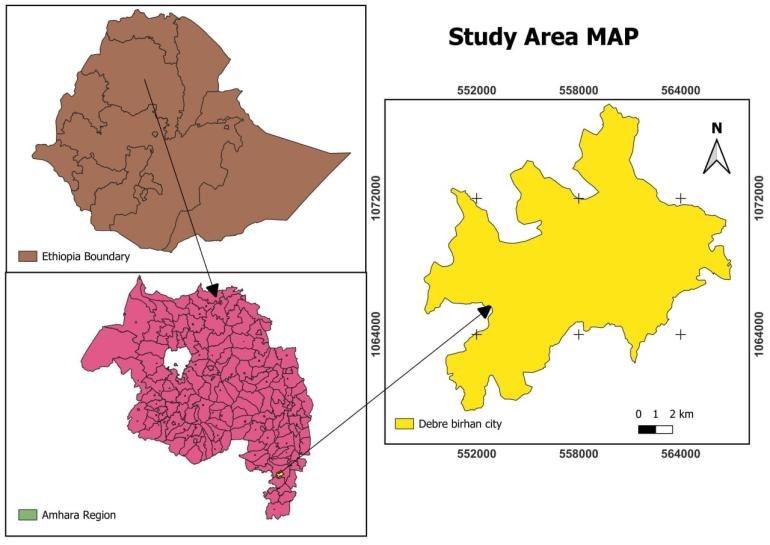 Study Area MAP
552000 558000 564000
N
1072000
1072000
Ethiopia Boundary
1064000
1064000
0 1 2 km
Debre birhan city
552000 558000 564000
Amhara Region